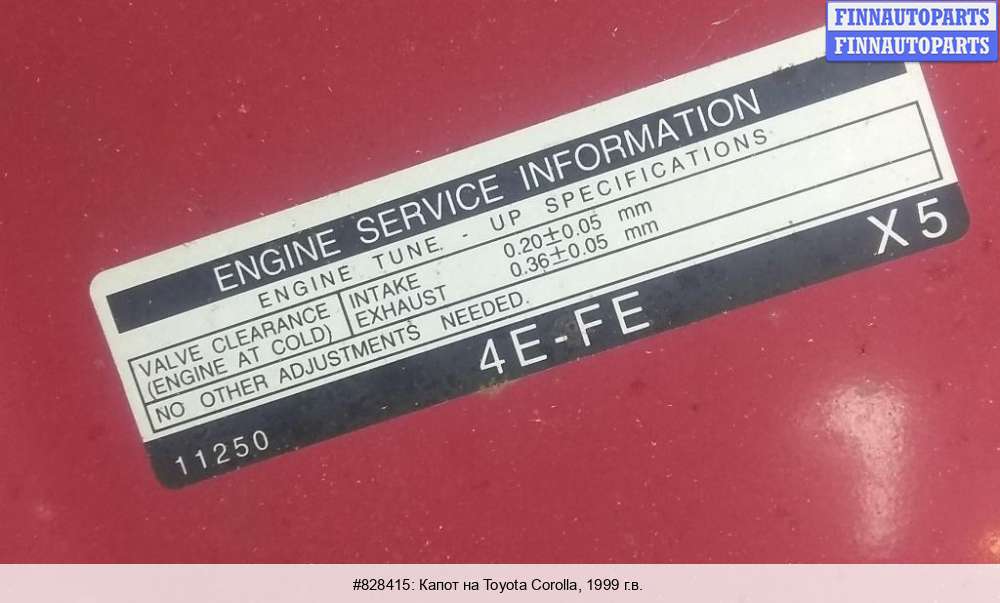 FINNAUTOPARTS
FINNAUTOPARTS
ENGINE SERVICE INFORMATION
ENGINE TUNE - UP SPECIFICATIONS
VALVE CLEARANCE
(ENGINE AT COLD)
INTAKE 0.20±0.05 mm
EXHAUST 0.36±0.05 mm
NO OTHER ADJUSTMENTS NEEDED.
11250 4E-FE X5
#828415: Капот на Toyota Corolla, 1999 г.в.